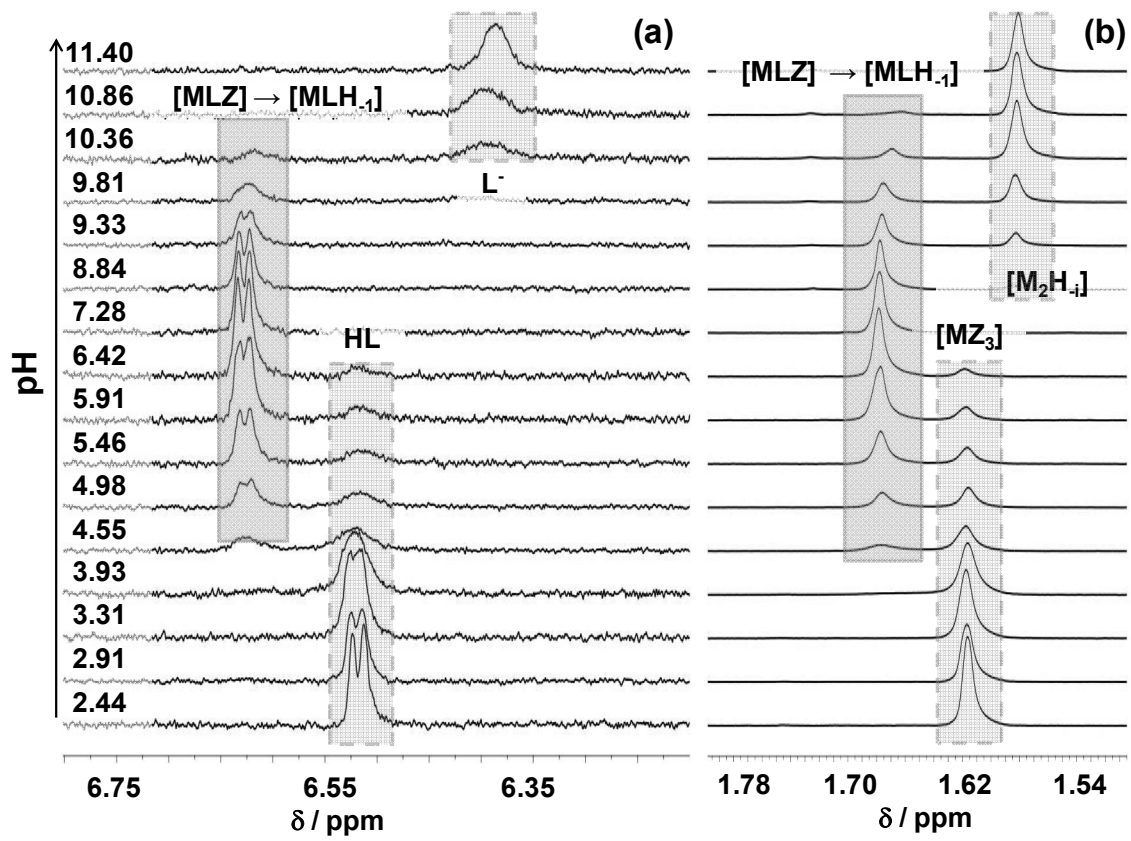 (a)
(b)
11.40
[MLZ] → [MLH₋₁]
[MLZ] → [MLH₋₁]
10.86
10.36
9.81
L⁻
9.33
8.84
[M₂H₋ᵢ]
7.28
HL
[MZ₃]
6.42
pH
5.91
5.46
4.98
4.55
3.93
3.31
2.91
2.44
6.75 6.55 6.35
1.78 1.70 1.62 1.54
δ / ppm
δ / ppm